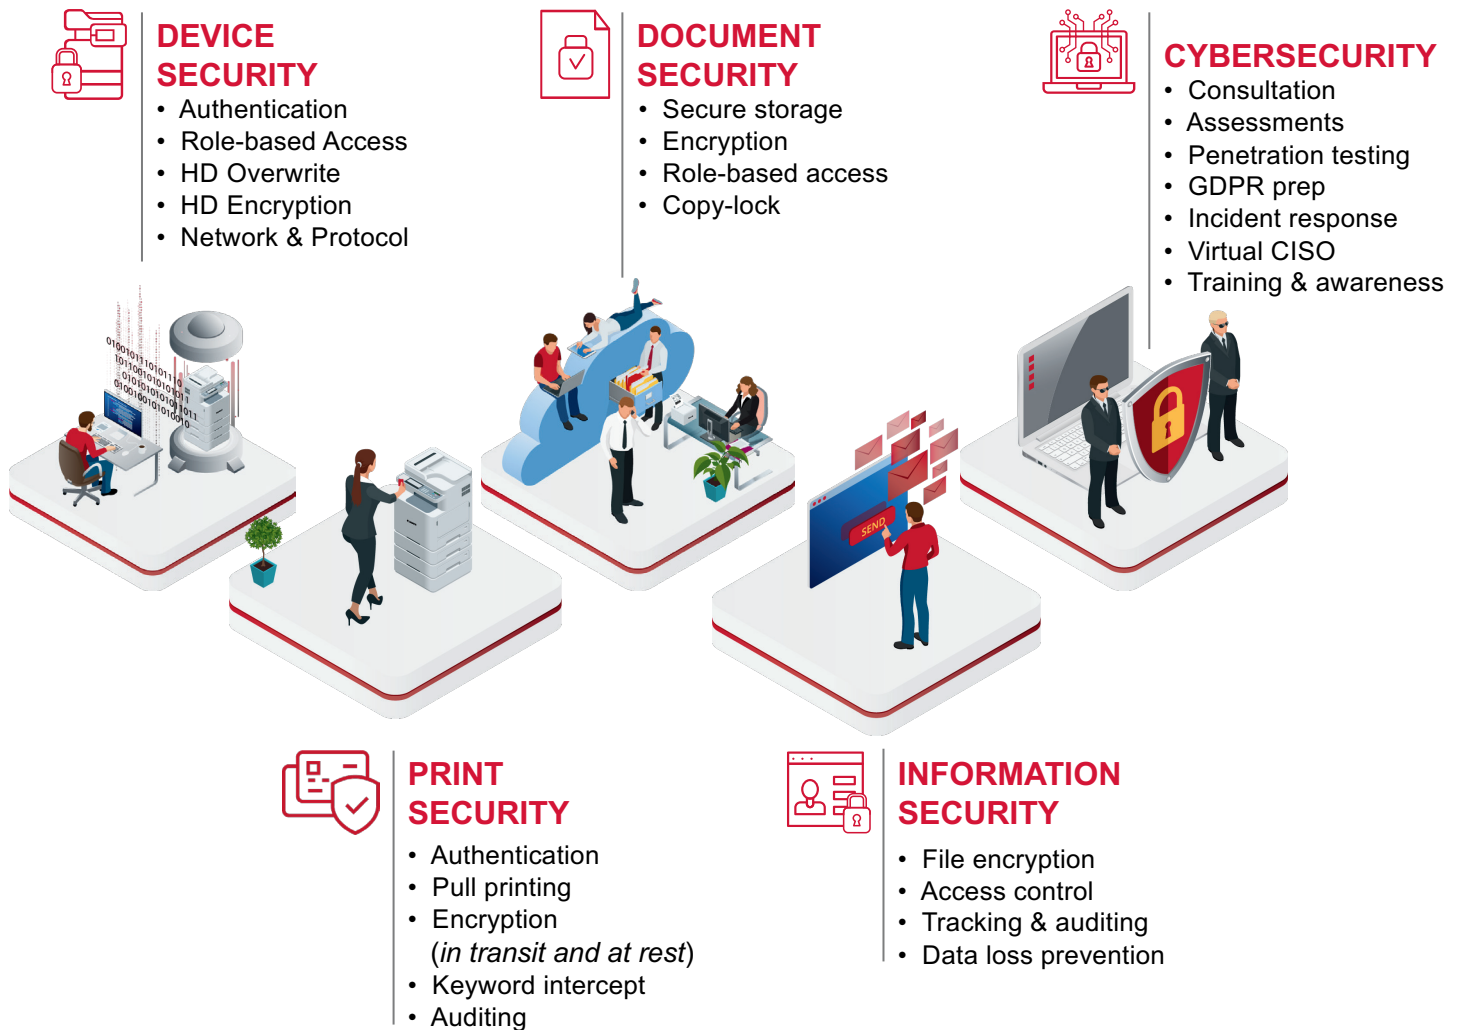 DEVICE
SECURITY
• Authentication
• Role-based Access
• HD Overwrite
• HD Encryption
• Network & Protocol
DOCUMENT
SECURITY
• Secure storage
• Encryption
• Role-based access
• Copy-lock
CYBERSECURITY
• Consultation
• Assessments
• Penetration testing
• GDPR prep
• Incident response
• Virtual CISO
• Training & awareness
SEND
PRINT
SECURITY
• Authentication
• Pull printing
• Encryption
(in transit and at rest)
• Keyword intercept
• Auditing
INFORMATION
SECURITY
• File encryption
• Access control
• Tracking & auditing
• Data loss prevention